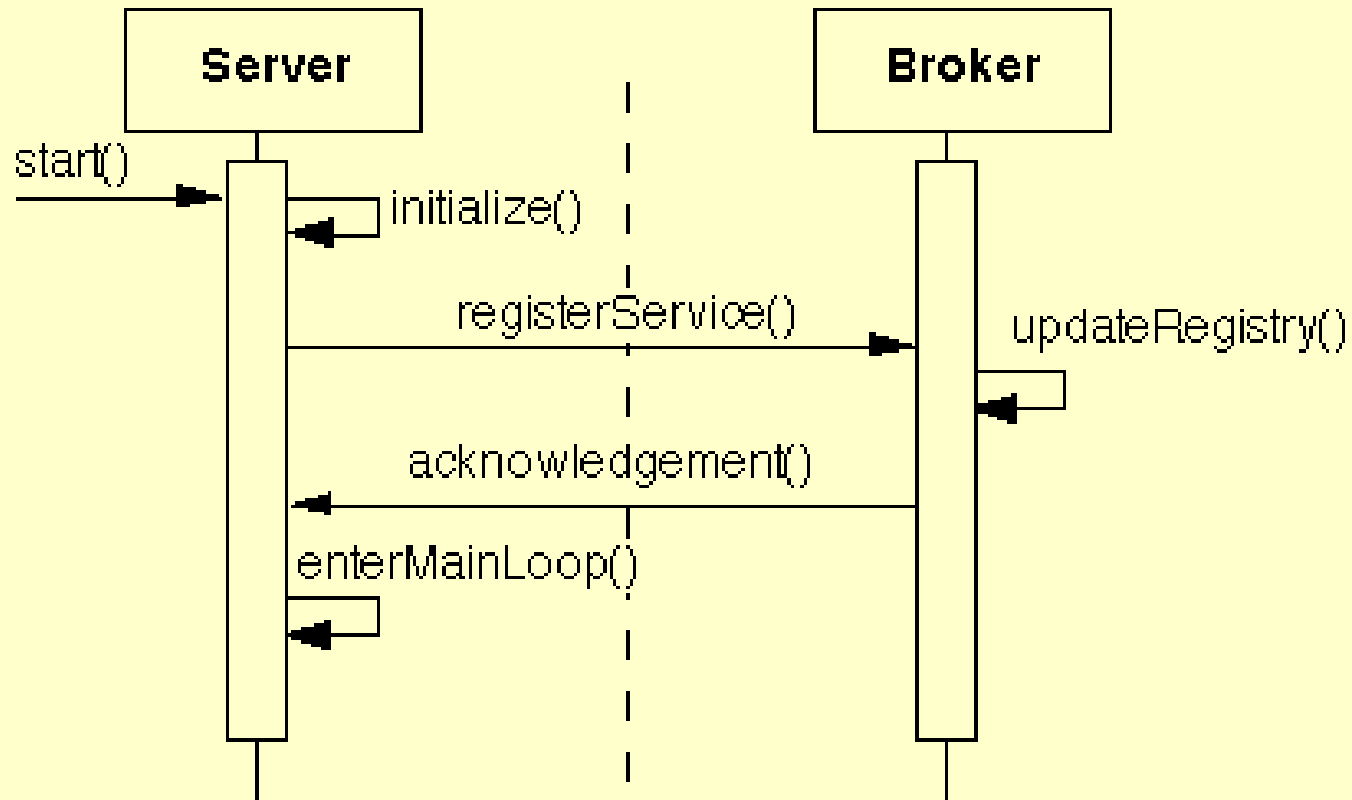 Server
Broker
start()
initialize()
registerService()
updateRegistry()
acknowledgement()
enterMainLoop()